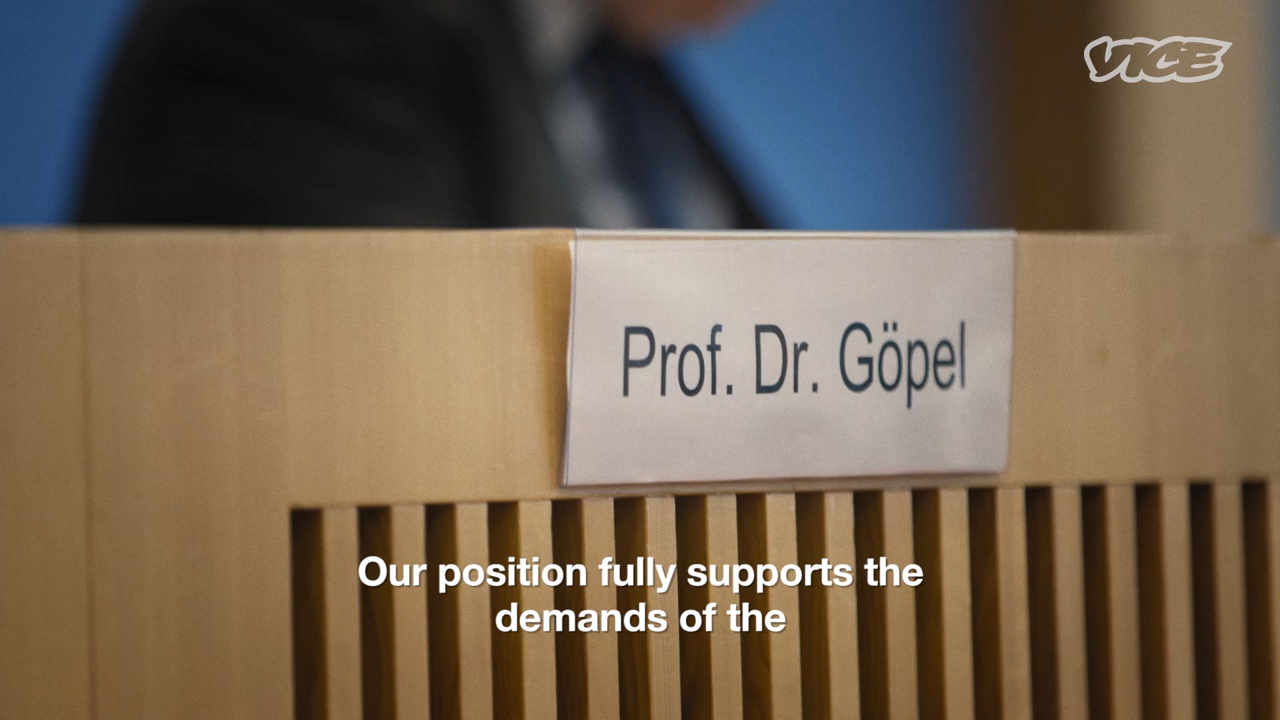 VICE
Prof. Dr. Göpel
Our position fully supports the
demands of the